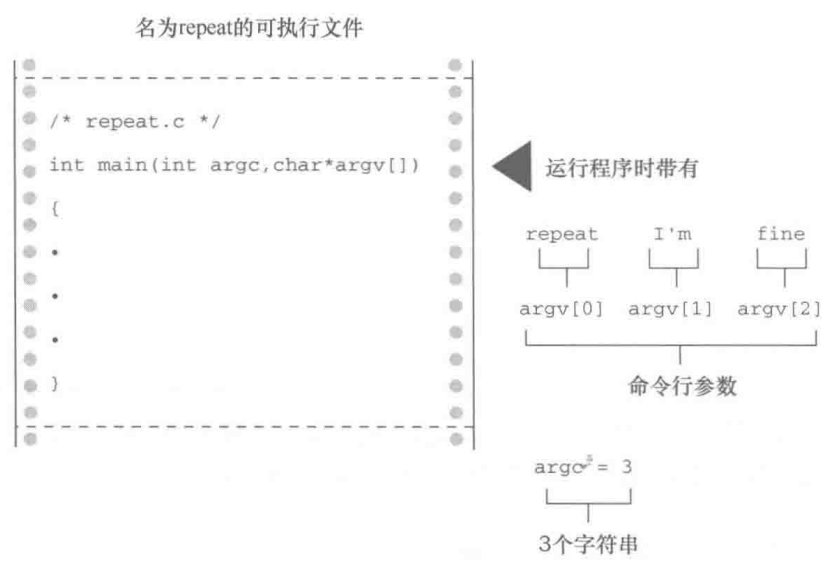 名为repeat的可执行文件
/* repeat.c */
int main(int argc,char*argv[])
{
•
•
•
}
运行程序时带有
repeat I'm fine
argv[0] argv[1] argv[2]
命令行参数
argc = 3
3个字符串